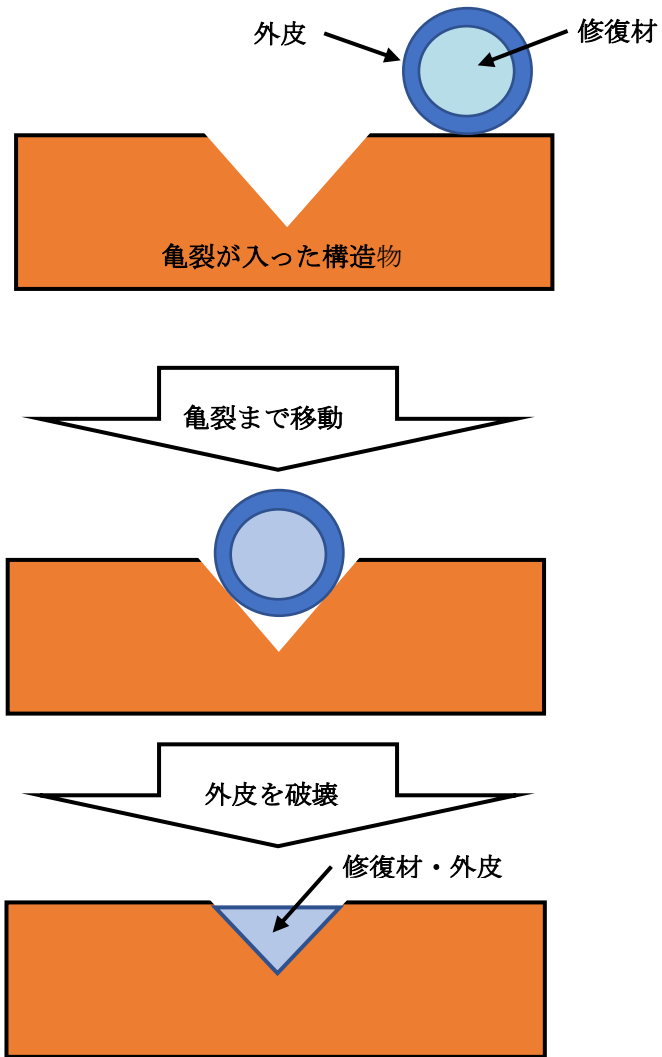 外皮
修復材
亀裂が入った構造物
亀裂まで移動
外皮を破壊
修復材・外皮